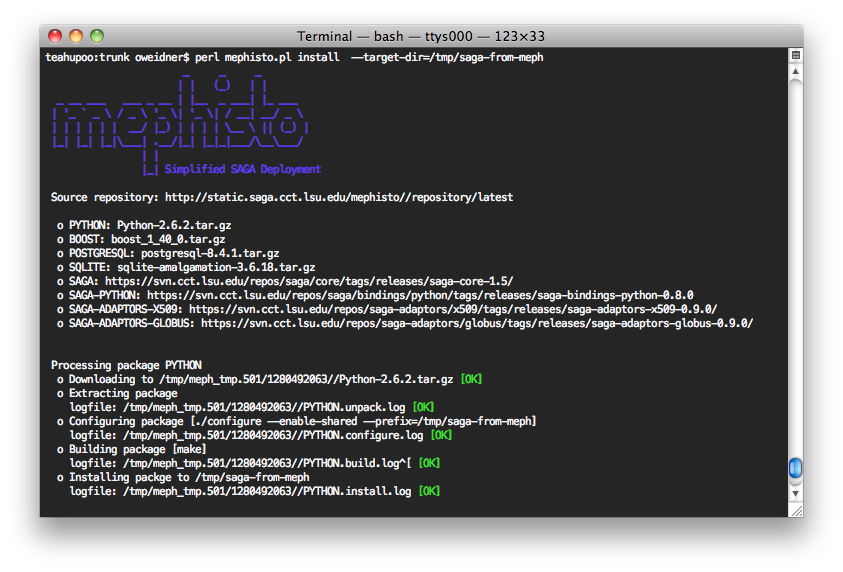 Terminal — bash — ttys000 — 123×33
teahupoo:trunk oweidner$ perl mephisto.pl install  --target-dir=/tmp/saga-from-meph
mephisto
Simplified SAGA Deployment
Source repository: http://static.saga.cct.lsu.edu/mephisto//repository/latest
o PYTHON: Python-2.6.2.tar.gz
o BOOST: boost_1_40_0.tar.gz
o POSTGRESQL: postgresql-8.4.1.tar.gz
o SQLITE: sqlite-amalgamation-3.6.18.tar.gz
o SAGA: https://svn.cct.lsu.edu/repos/saga/core/tags/releases/saga-core-1.5/
o SAGA-PYTHON: https://svn.cct.lsu.edu/repos/saga/bindings/python/tags/releases/saga-bindings-python-0.8.0
o SAGA-ADAPTORS-X509: https://svn.cct.lsu.edu/repos/saga-adaptors/x509/tags/releases/saga-adaptors-x509-0.9.0/
o SAGA-ADAPTORS-GLOBUS: https://svn.cct.lsu.edu/repos/saga-adaptors/globus/tags/releases/saga-adaptors-globus-0.9.0/
Processing package PYTHON
o Downloading to /tmp/meph_tmp.501/1280492063//Python-2.6.2.tar.gz [OK]
o Extracting package
logfile: /tmp/meph_tmp.501/1280492063//PYTHON.unpack.log [OK]
o Configuring package [./configure --enable-shared --prefix=/tmp/saga-from-meph]
logfile: /tmp/meph_tmp.501/1280492063//PYTHON.configure.log [OK]
o Building package [make]
logfile: /tmp/meph_tmp.501/1280492063//PYTHON.build.log^[ [OK]
o Installing packge to /tmp/saga-from-meph
logfile: /tmp/meph_tmp.501/1280492063//PYTHON.install.log [OK]